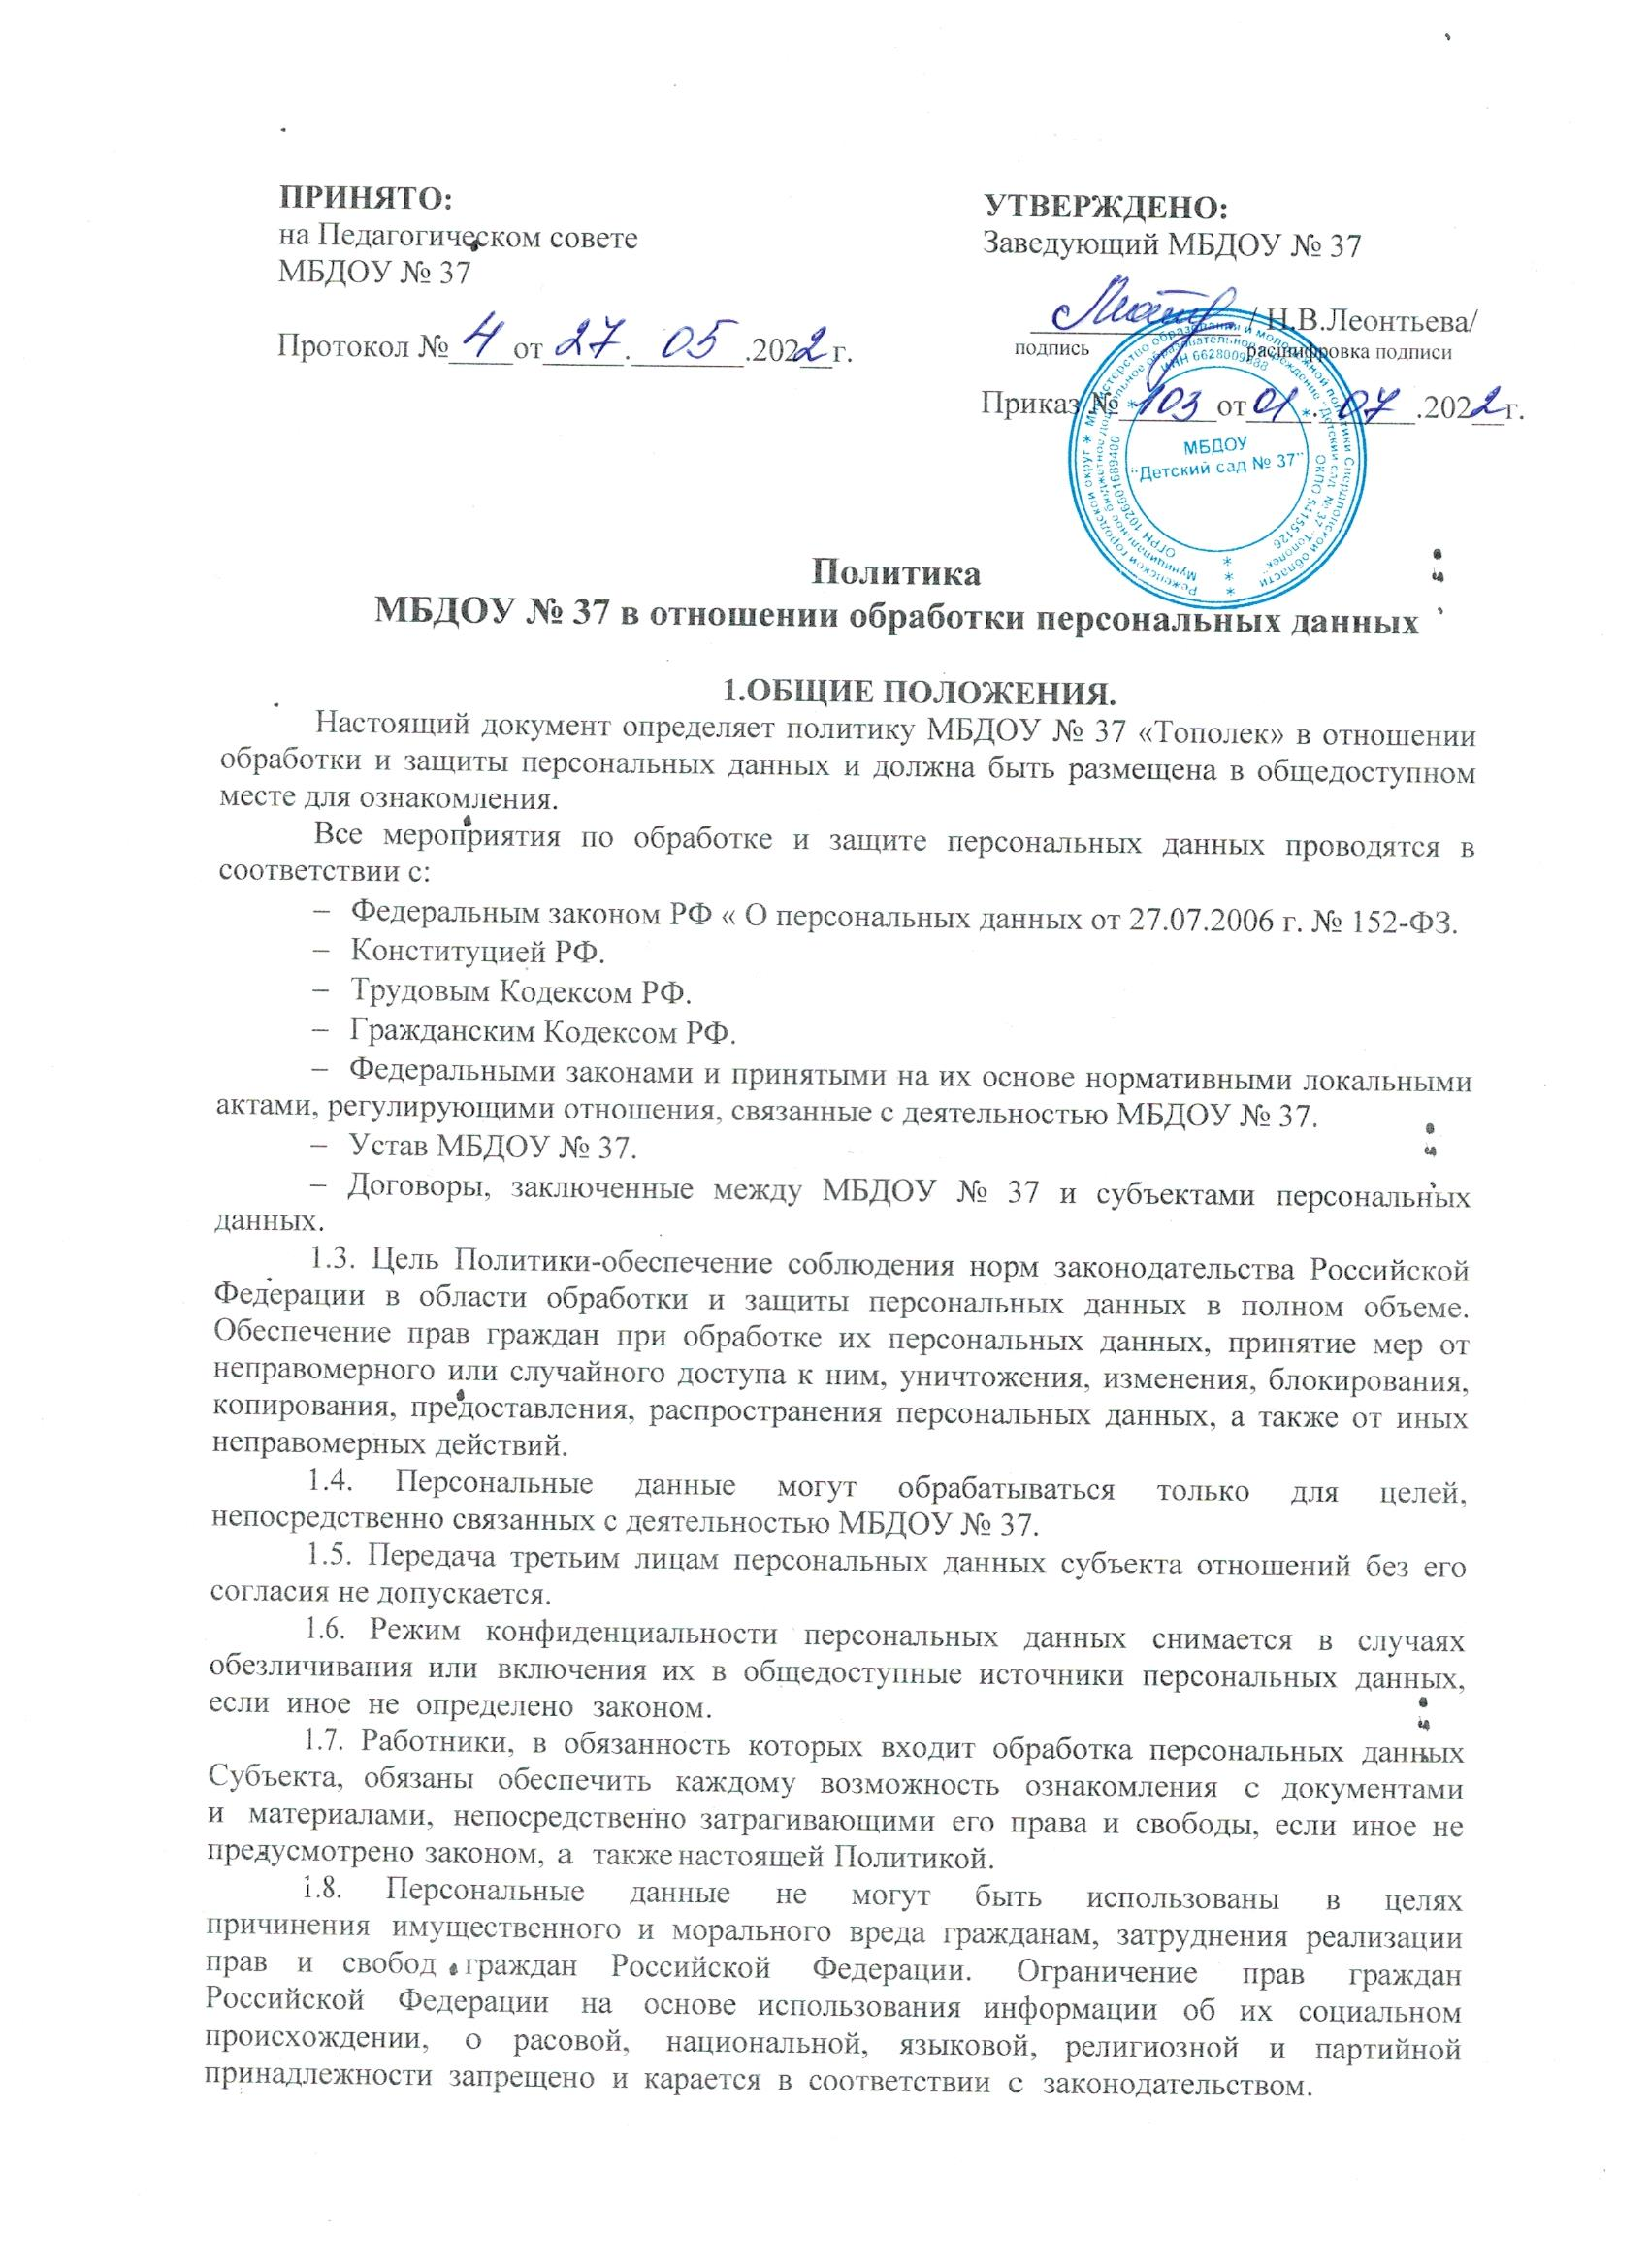 ПРИНЯТО:
на Педагогическом совете
МБДОУ № 37
Протокол № 4 от 27.05.2022 г.
УТВЕРЖДЕНО:
Заведующий МБДОУ № 37
/ Н.В.Леонтьева/
подпись расшифровка подписи
Приказ № 103 от 01.07.2022 г.
МБДОУ
"Детский сад № 37"
Политика
МБДОУ № 37 в отношении обработки персональных данных
1.ОБЩИЕ ПОЛОЖЕНИЯ.
Настоящий документ определяет политику МБДОУ № 37 «Тополек» в отношении
обработки и защиты персональных данных и должна быть размещена в общедоступном
месте для ознакомления.
Все мероприятия по обработке и защите персональных данных проводятся в
соответствии с:
– Федеральным законом РФ « О персональных данных от 27.07.2006 г. № 152-ФЗ.
– Конституцией РФ.
– Трудовым Кодексом РФ.
– Гражданским Кодексом РФ.
– Федеральными законами и принятыми на их основе нормативными локальными
актами, регулирующими отношения, связанные с деятельностью МБДОУ № 37.
– Устав МБДОУ № 37.
– Договоры, заключенные между МБДОУ № 37 и субъектами персональных
данных.
1.3. Цель Политики-обеспечение соблюдения норм законодательства Российской
Федерации в области обработки и защиты персональных данных в полном объеме.
Обеспечение прав граждан при обработке их персональных данных, принятие мер от
неправомерного или случайного доступа к ним, уничтожения, изменения, блокирования,
копирования, предоставления, распространения персональных данных, а также от иных
неправомерных действий.
1.4. Персональные данные могут обрабатываться только для целей,
непосредственно связанных с деятельностью МБДОУ № 37.
1.5. Передача третьим лицам персональных данных субъекта отношений без его
согласия не допускается.
1.6. Режим конфиденциальности персональных данных снимается в случаях
обезличивания или включения их в общедоступные источники персональных данных,
если иное не определено законом.
1.7. Работники, в обязанность которых входит обработка персональных данных
Субъекта, обязаны обеспечить каждому возможность ознакомления с документами
и материалами, непосредственно затрагивающими его права и свободы, если иное не
предусмотрено законом, а также настоящей Политикой.
1.8. Персональные данные не могут быть использованы в целях
причинения имущественного и морального вреда гражданам, затруднения реализации
прав и свобод граждан Российской Федерации. Ограничение прав граждан
Российской Федерации на основе использования информации об их социальном
происхождении, о расовой, национальной, языковой, религиозной и партийной
принадлежности запрещено и карается в соответствии с законодательством.